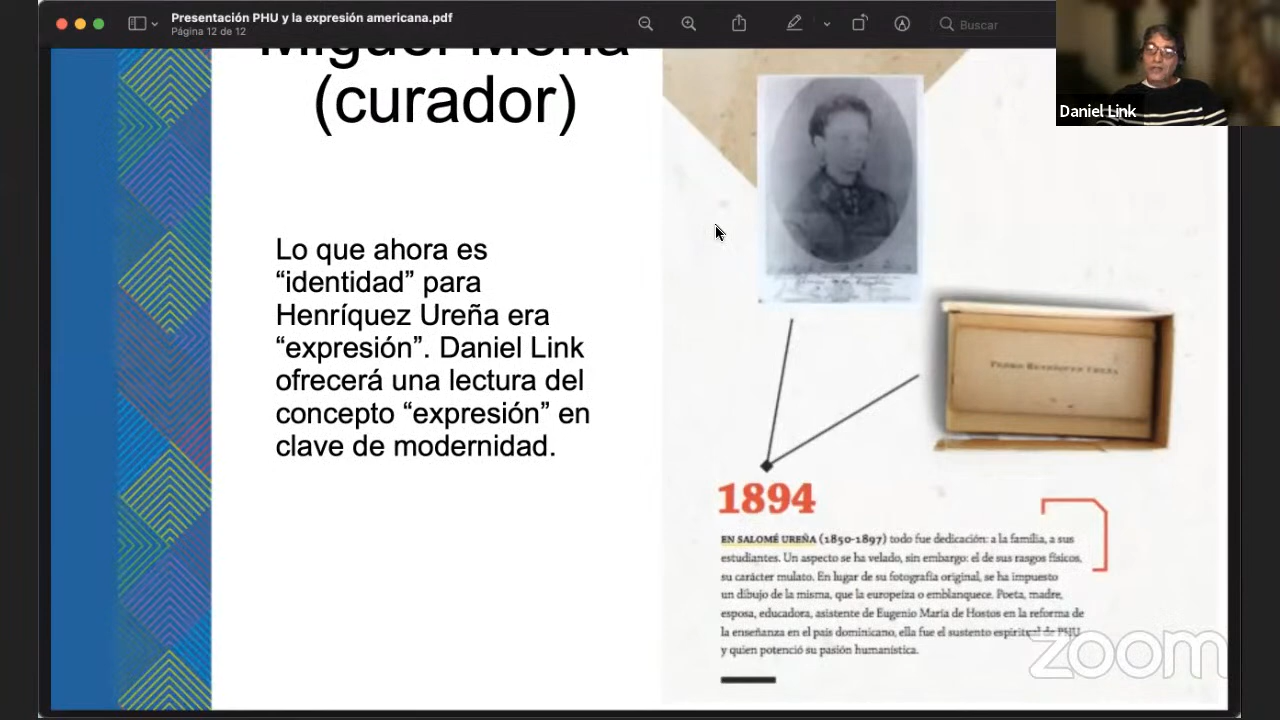 Presentación PHU y la expresión americana.pdf
Página 12 de 12
Buscar
Daniel Link
(curador)
Lo que ahora es
“identidad” para
Henríquez Ureña era
“expresión”. Daniel Link
ofrecerá una lectura del
concepto “expresión” en
clave de modernidad.
PEDRO HENRÍQUEZ UREÑA
1894
EN SALOMÉ UREÑA (1850-1897) todo fue dedicación: a la familia, a sus
estudiantes. Un aspecto se ha velado, sin embargo: el de sus rasgos físicos,
su carácter mulato. En lugar de su fotografía original, se ha impuesto
un dibujo de la misma, que la europeíza o emblanquece. Poeta, madre,
esposa, educadora, asistente de Eugenio María de Hostos en la reforma de
la enseñanza en el país dominicano, ella fue el sustento espiritual de PHU
y quien potenció su pasión humanística.
zoom